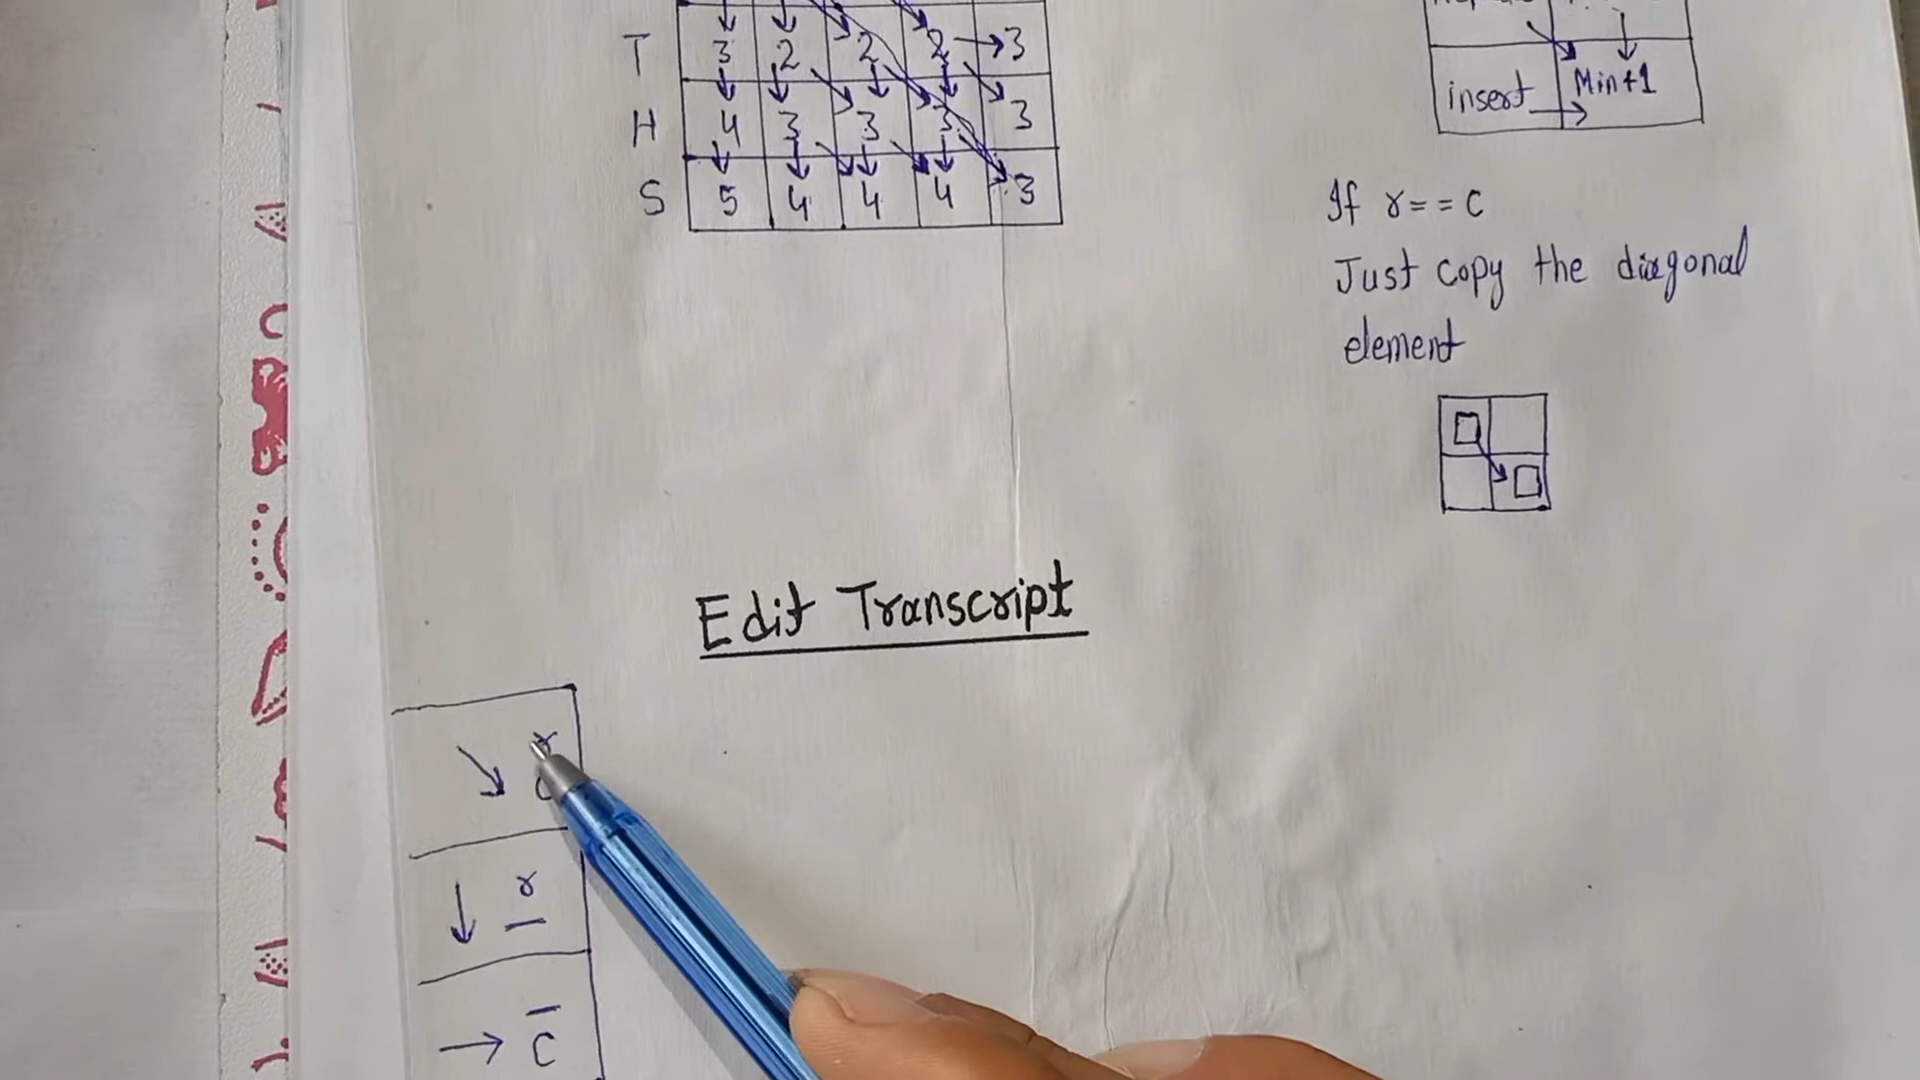 T 3 2 2 2 3
H 4 3 3 3 3
S 5 4 4 4 3
insert Min+1
If r==c
Just copy the diagonal
element
Edit Transcript
r
c
r
—
—
c